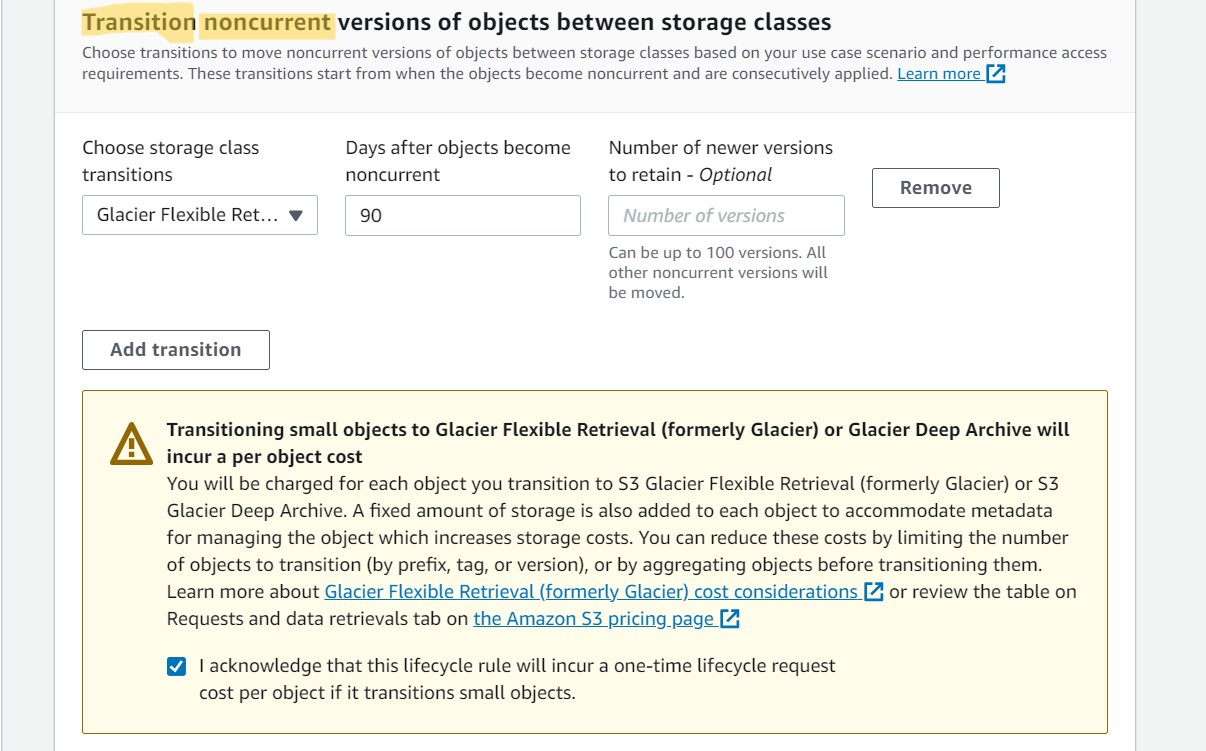 Transition noncurrent versions of objects between storage classes
Choose transitions to move noncurrent versions of objects between storage classes based on your use case scenario and performance access
requirements. These transitions start from when the objects become noncurrent and are consecutively applied. Learn more
Choose storage class
transitions
Glacier Flexible Ret...
Days after objects become
noncurrent
90
Number of newer versions
to retain - Optional
Number of versions
Can be up to 100 versions. All
other noncurrent versions will
be moved.
Remove
Add transition
Transitioning small objects to Glacier Flexible Retrieval (formerly Glacier) or Glacier Deep Archive will
incur a per object cost
You will be charged for each object you transition to S3 Glacier Flexible Retrieval (formerly Glacier) or S3
Glacier Deep Archive. A fixed amount of storage is also added to each object to accommodate metadata
for managing the object which increases storage costs. You can reduce these costs by limiting the number
of objects to transition (by prefix, tag, or version), or by aggregating objects before transitioning them.
Learn more about Glacier Flexible Retrieval (formerly Glacier) cost considerations or review the table on
Requests and data retrievals tab on the Amazon S3 pricing page
I acknowledge that this lifecycle rule will incur a one-time lifecycle request
cost per object if it transitions small objects.